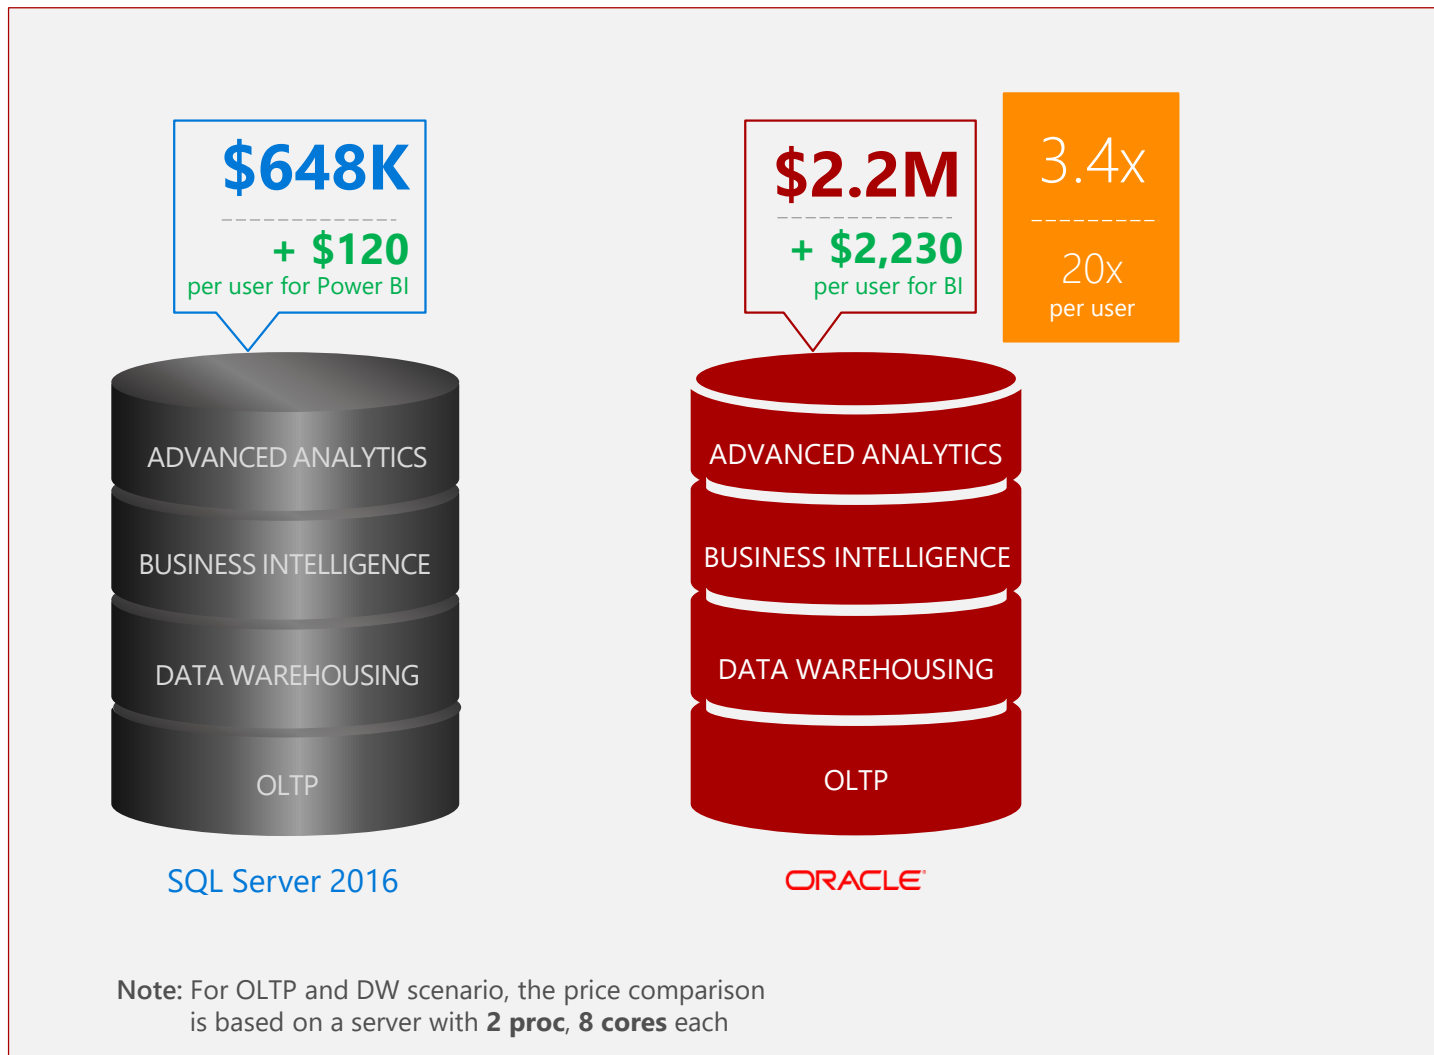 $648K
+ $120
per user for Power BI
ADVANCED ANALYTICS
BUSINESS INTELLIGENCE
DATA WAREHOUSING
OLTP
SQL Server 2016
$2.2M
+ $2,230
per user for BI
ADVANCED ANALYTICS
BUSINESS INTELLIGENCE
DATA WAREHOUSING
OLTP
ORACLE®
3.4x
20x
per user
Note: For OLTP and DW scenario, the price comparison
is based on a server with 2 proc, 8 cores each